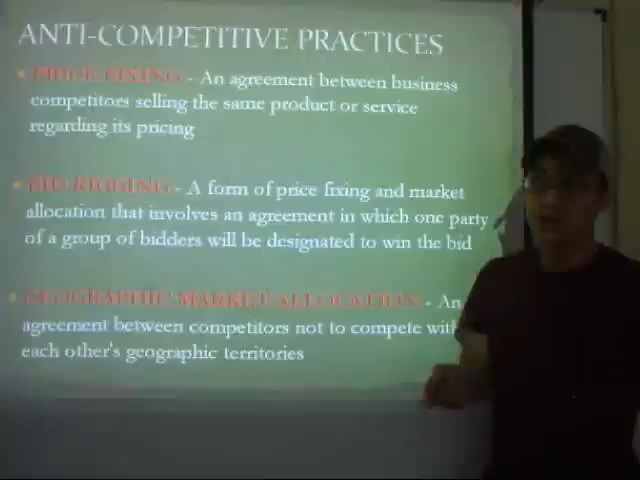 ANTI-COMPETITIVE PRACTICES
PRICE FIXING - An agreement between business
competitors selling the same product or service
regarding its pricing
BID RIGGING - A form of price fixing and market
allocation that involves an agreement in which one party
of a group of bidders will be designated to win the bid
GEOGRAPHIC MARKET ALLOCATION - An
agreement between competitors not to compete with
each other's geographic territories